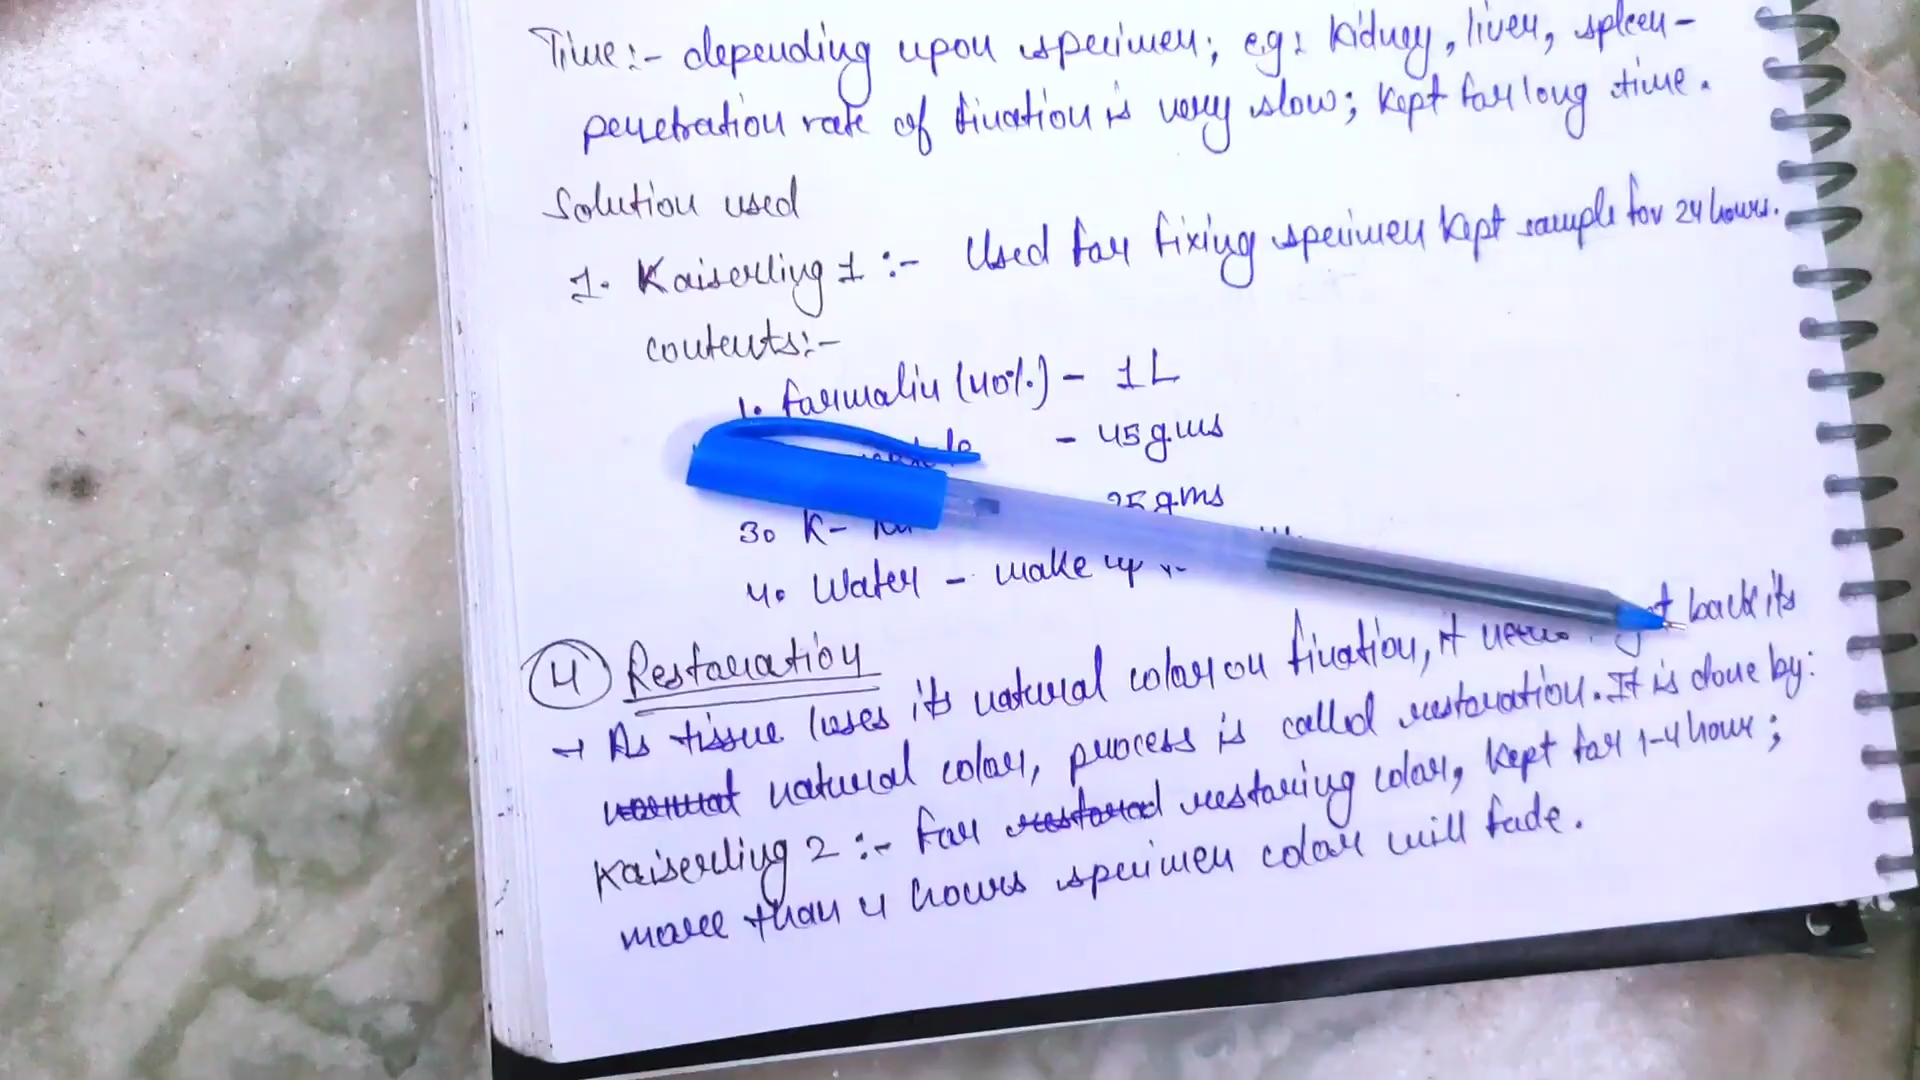 Time:- depending upon specimen; eg: kidney, liver, spleen-
penetration rate of fixation is very slow; kept for long time.
Solution used
1. Kaiserling 1 :- Used for fixing specimen kept sample for 24 hours.
contents:-
1. formalin (40%.) - 1L
- 45 gms
25 gms
30 K-
40 Water - make up
4 Restoration
→ As tissue loses its natural color on fixation, it back its
natural color, process is called restoration. It is done by:
Kaiserling 2 :- for restoring color, kept for 1-4 hour;
more than 4 hours specimen color will fade.